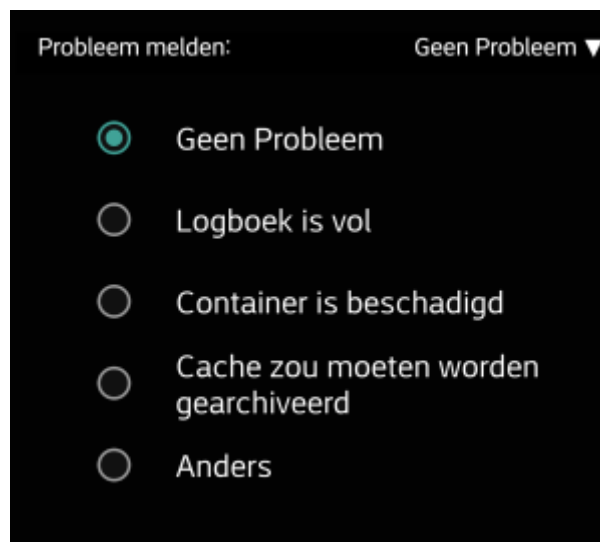 Probleem melden: Geen Probleem ▼
Geen Probleem
Logboek is vol
Container is beschadigd
Cache zou moeten worden
gearchiveerd
Anders